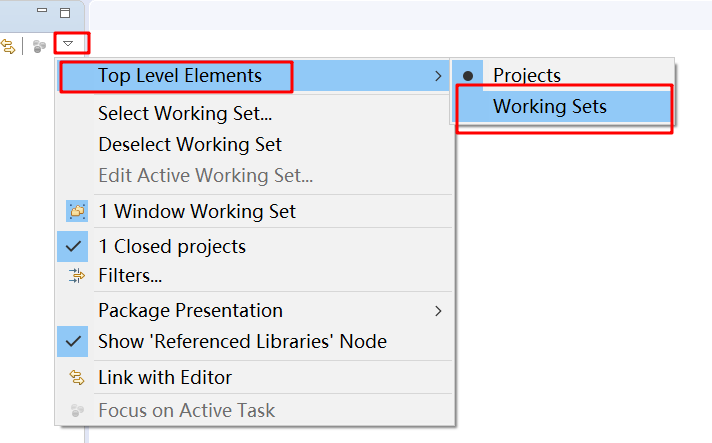 Top Level Elements
Projects
Working Sets
Select Working Set...
Deselect Working Set
Edit Active Working Set...
1 Window Working Set
1 Closed projects
Filters...
Package Presentation
Show 'Referenced Libraries' Node
Link with Editor
Focus on Active Task